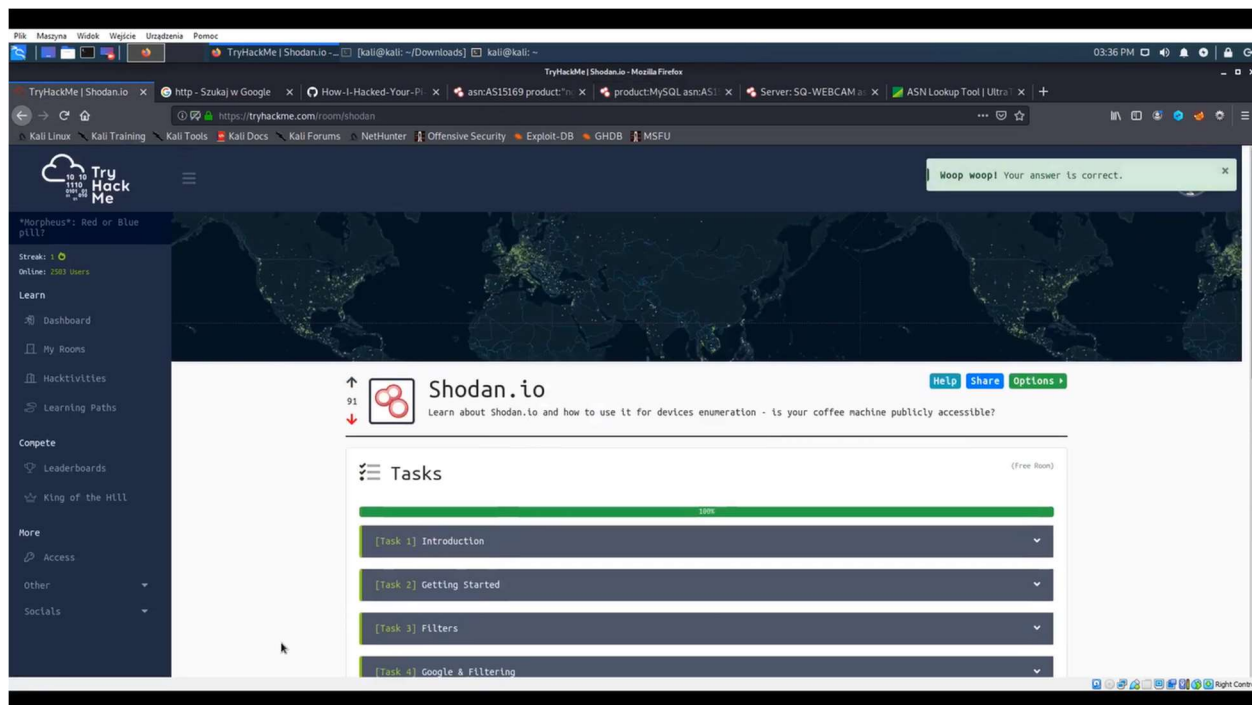 Plik Maszyna Widok Wejście Urządzenia Pomoc
TryHackMe | Shodan.io -... [kali@kali: ~/Downloads] kali@kali: ~ 03:36 PM
TryHackMe | Shodan.io - Mozilla Firefox
TryHackMe | Shodan.io http - Szukaj w Google How-I-Hacked-Your-Pi asn:AS15169 product:"n product:MySQL asn:AS1 Server: SQ-WEBCAM ASN Lookup Tool | Ultra
https://tryhackme.com/room/shodan
Kali Linux Kali Training Kali Tools Kali Docs Kali Forums NetHunter Offensive Security Exploit-DB GHDB MSFU
Try
Hack
Me
Woop woop! Your answer is correct.
*Morpheus*: Red or Blue
pill?
Streak: 1
Online: 2503 Users
Learn
Dashboard
My Rooms
Hacktivities
Learning Paths
Compete
Leaderboards
King of the Hill
More
Access
Other
Socials
91
Shodan.io
Help Share Options
Learn about Shodan.io and how to use it for devices enumeration - is your coffee machine publicly accessible?
Tasks
(Free Room)
100%
[Task 1] Introduction
[Task 2] Getting Started
[Task 3] Filters
[Task 4] Google & Filtering
Right Contr